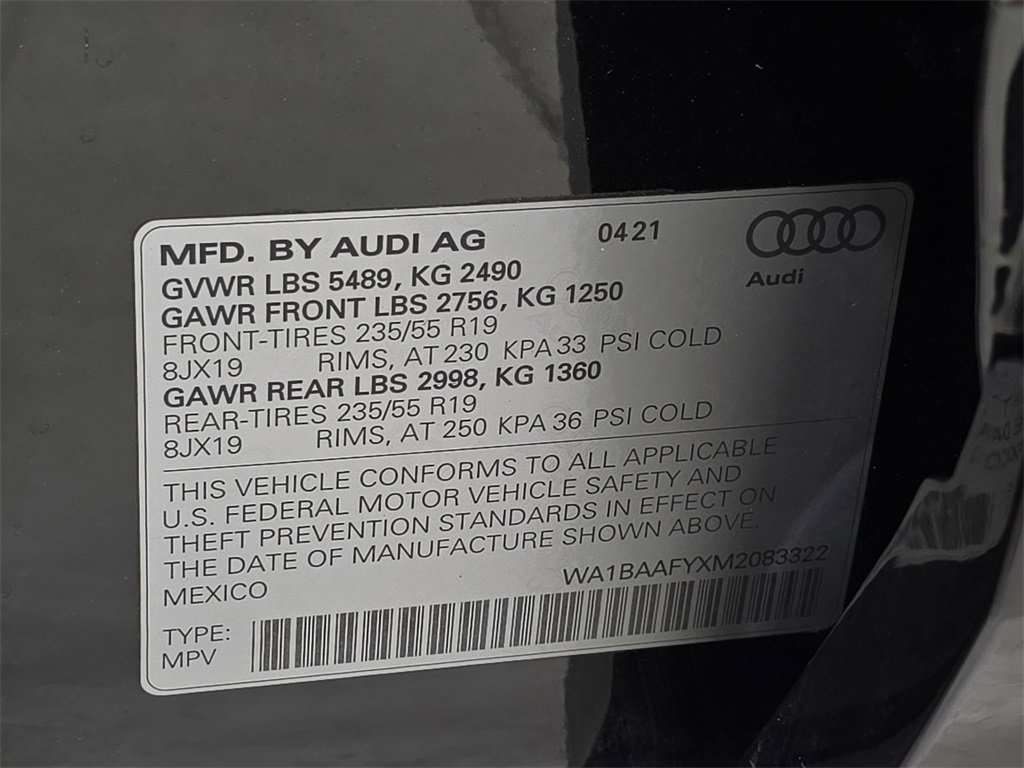 MFD. BY AUDI AG 0421
Audi
GVWR LBS 5489, KG 2490
GAWR FRONT LBS 2756, KG 1250
FRONT-TIRES 235/55 R19
8JX19 RIMS, AT 230 KPA 33 PSI COLD
GAWR REAR LBS 2998, KG 1360
REAR-TIRES 235/55 R19
8JX19 RIMS, AT 250 KPA 36 PSI COLD
THIS VEHICLE CONFORMS TO ALL APPLICABLE
U.S. FEDERAL MOTOR VEHICLE SAFETY AND
THEFT PREVENTION STANDARDS IN EFFECT ON
THE DATE OF MANUFACTURE SHOWN ABOVE.
MEXICO WA1BAAFYXM2083322
TYPE:
MPV